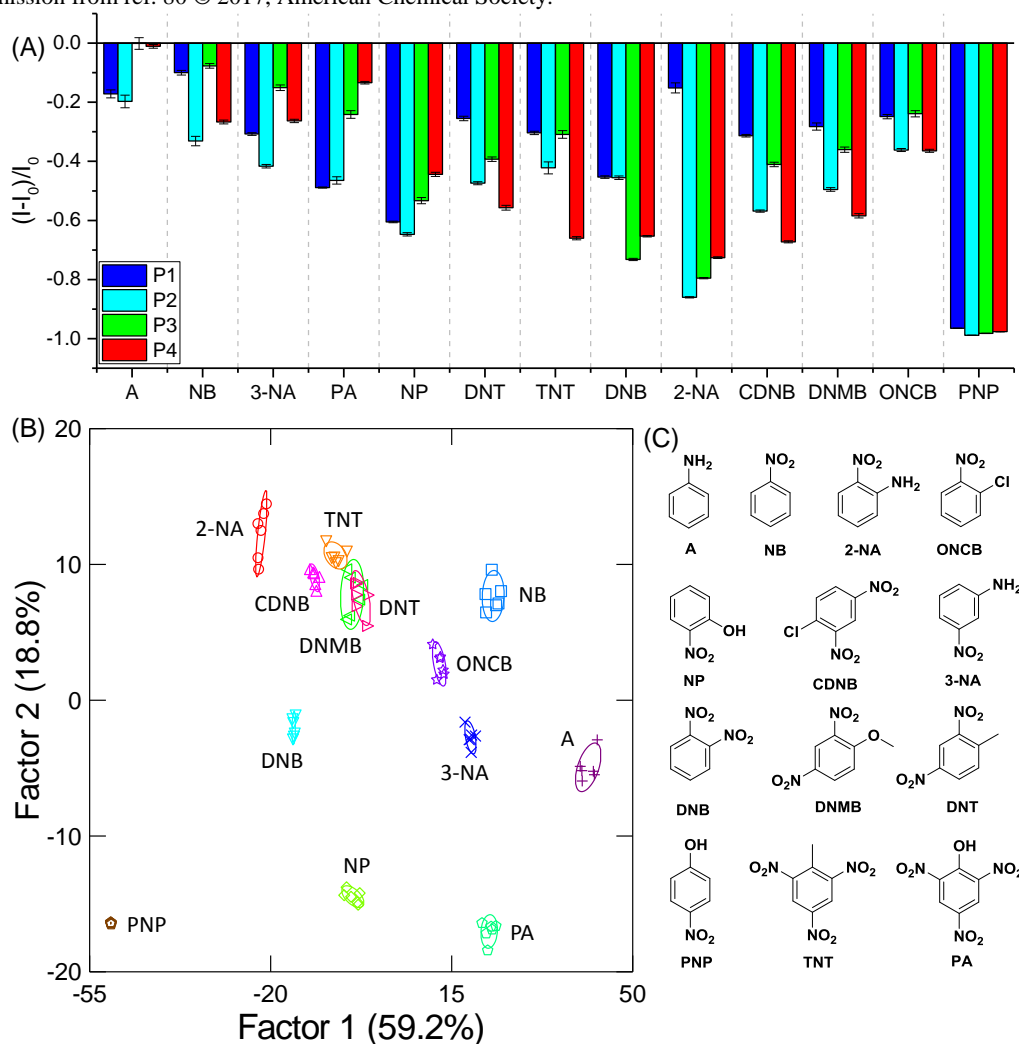 mission from ref. 80 © 2017, American Chemical Society.
(A)
(I-I0)/I0
0.0
-0.2
-0.4
-0.6
-0.8
-1.0
P1
P2
P3
P4
A NB 3-NA PA NP DNT TNT DNB 2-NA CDNB DNMB ONCB PNP
(B)
Factor 2 (18.8%)
20
10
0
-10
-20
2-NA
TNT
CDNB
DNT
DNMB
NB
ONCB
DNB
3-NA
A
NP
PNP
PA
-55 -20 15 50
Factor 1 (59.2%)
(C)
NH2
A
NO2
NB
NO2
NH2
2-NA
NO2
Cl
ONCB
OH
NO2
NP
NO2
Cl
NO2
CDNB
NH2
NO2
3-NA
NO2
NO2
DNB
NO2
O
O2N
DNMB
NO2
O2N
DNT
OH
NO2
PNP
O2N
NO2
NO2
TNT
OH
O2N
NO2
NO2
PA